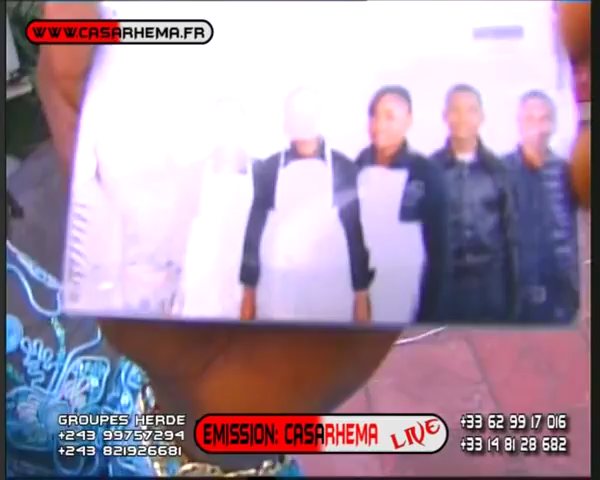 WWW.CASARHEMA.FR
GROUPES HERDE
+243 99757294
+243 821926681
EMISSION: CASARHEMA LIVE
+33 62 99 17 016
+33 14 81 28 682